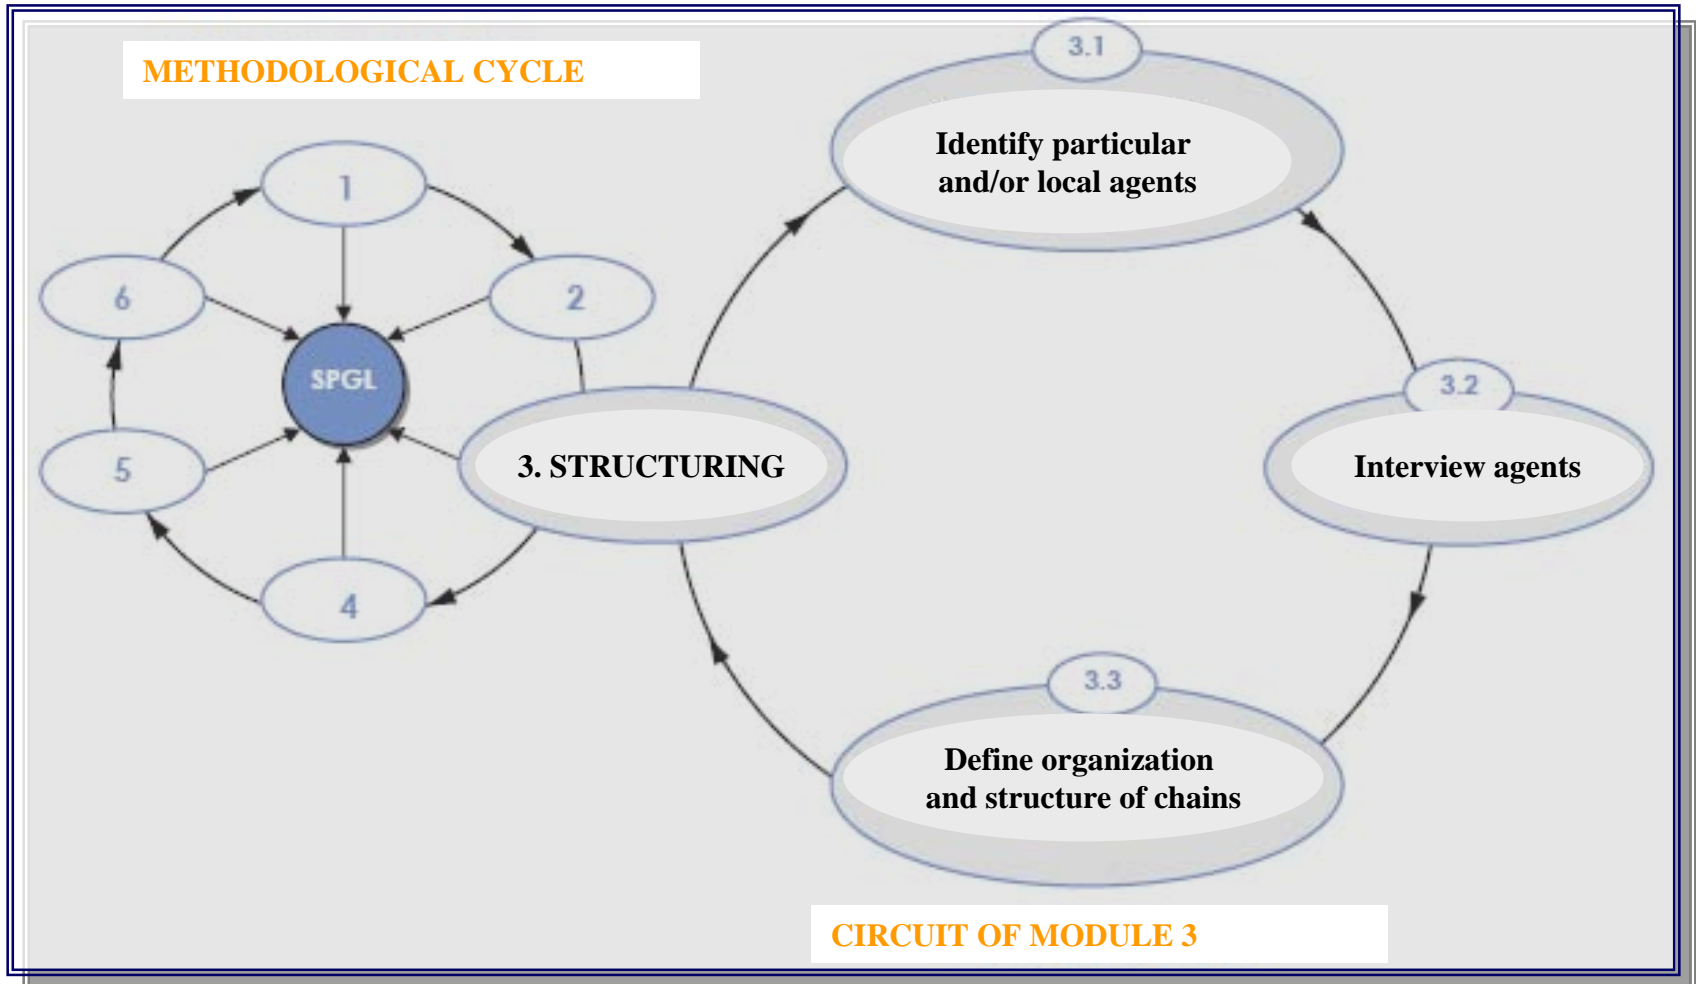 METHODOLOGICAL CYCLE
3.1
Identify particular
and/or local agents
1
2
6
SPGL
5
3. STRUCTURING
4
3.2
Interview agents
3.3
Define organization
and structure of chains
CIRCUIT OF MODULE 3